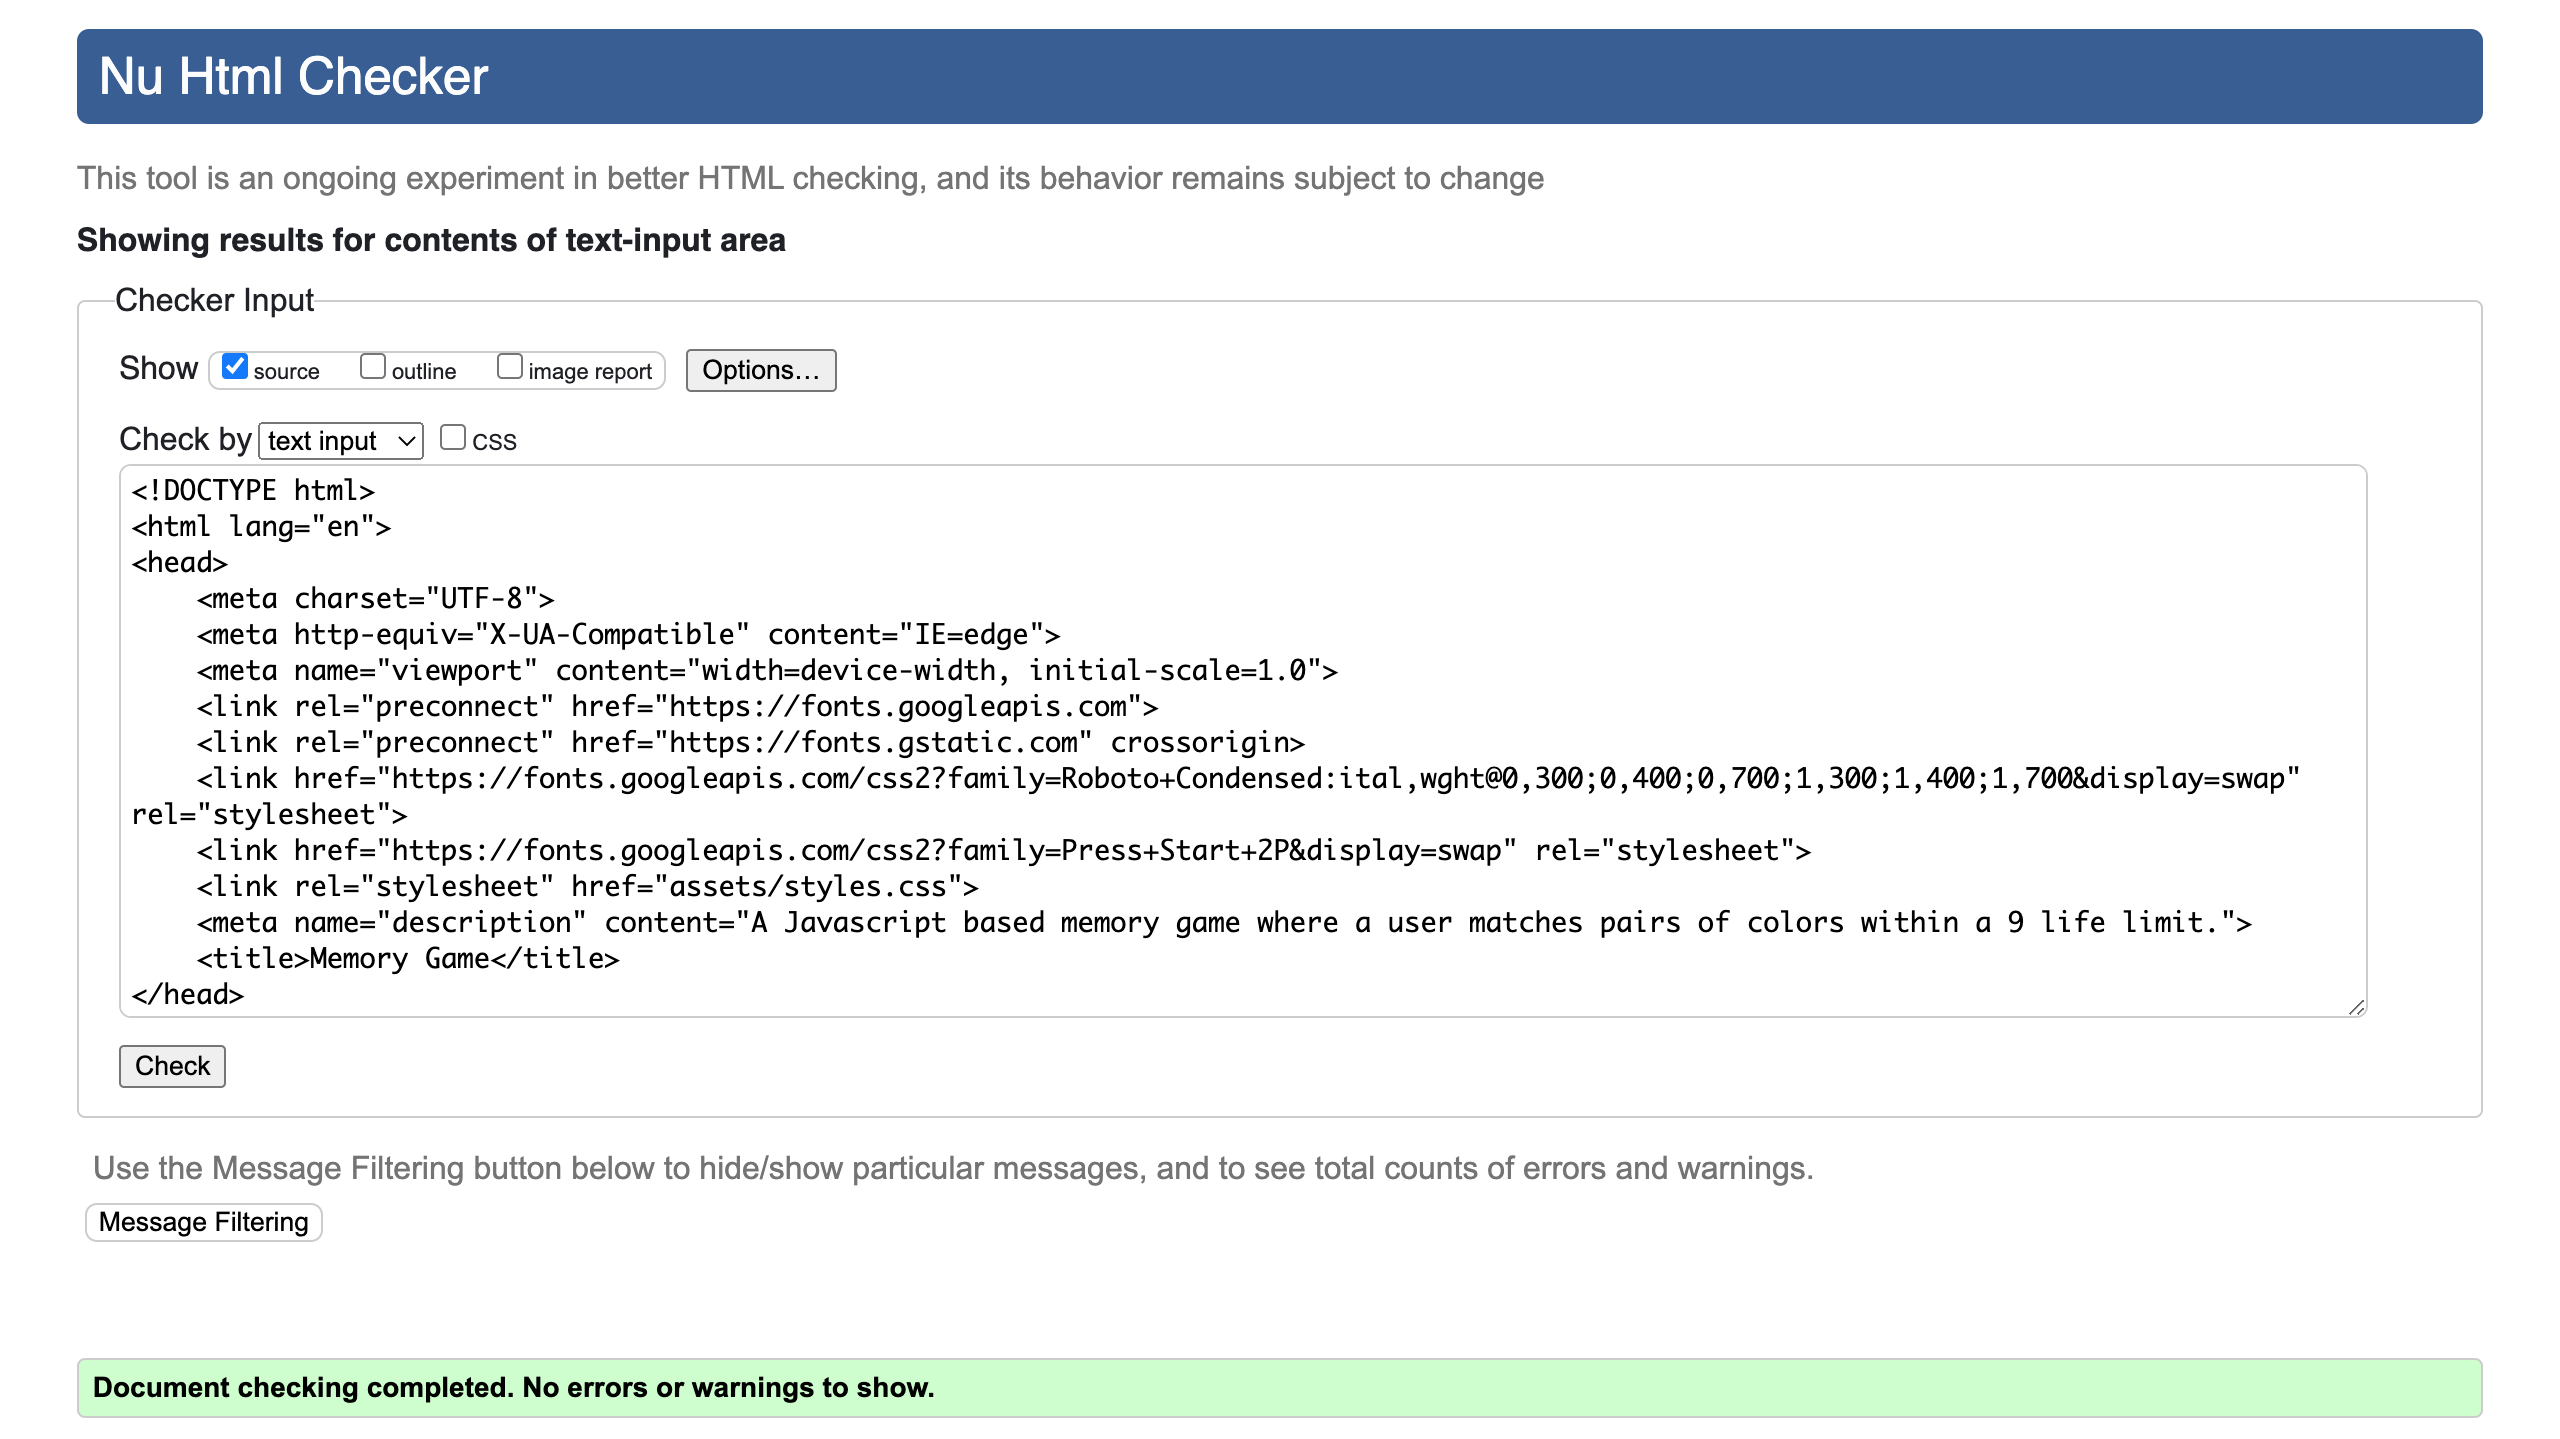 Nu Html Checker
This tool is an ongoing experiment in better HTML checking, and its behavior remains subject to change
Showing results for contents of text-input area
Checker Input
Show source outline image report Options…
Check by text input CSS
<!DOCTYPE html>
<html lang="en">
<head>
    <meta charset="UTF-8">
    <meta http-equiv="X-UA-Compatible" content="IE=edge">
    <meta name="viewport" content="width=device-width, initial-scale=1.0">
    <link rel="preconnect" href="https://fonts.googleapis.com">
    <link rel="preconnect" href="https://fonts.gstatic.com" crossorigin>
    <link href="https://fonts.googleapis.com/css2?family=Roboto+Condensed:ital,wght@0,300;0,400;0,700;1,300;1,400;1,700&display=swap"
rel="stylesheet">
    <link href="https://fonts.googleapis.com/css2?family=Press+Start+2P&display=swap" rel="stylesheet">
    <link rel="stylesheet" href="assets/styles.css">
    <meta name="description" content="A Javascript based memory game where a user matches pairs of colors within a 9 life limit.">
    <title>Memory Game</title>
</head>
Check
Use the Message Filtering button below to hide/show particular messages, and to see total counts of errors and warnings.
Message Filtering
Document checking completed. No errors or warnings to show.